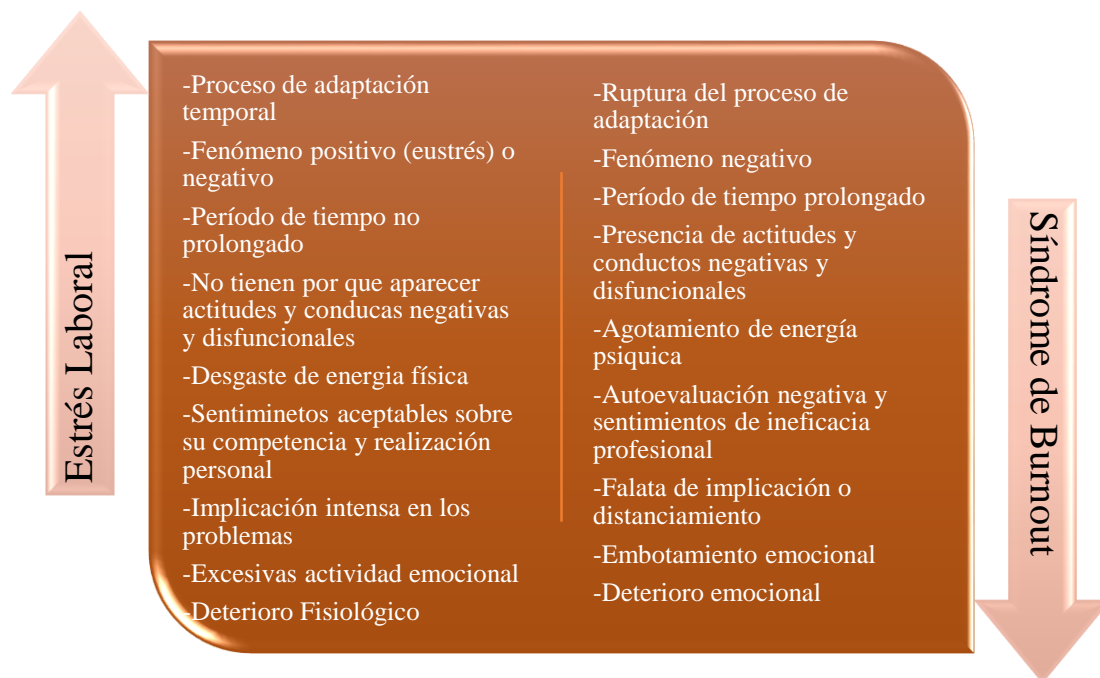 Estrés Laboral
-Proceso de adaptación
temporal
-Fenómeno positivo (eustrés) o
negativo
-Período de tiempo no
prolongado
-No tienen por que aparecer
actitudes y conducas negativas
y disfuncionales
-Desgaste de energia física
-Sentiminetos aceptables sobre
su competencia y realización
personal
-Implicación intensa en los
problemas
-Excesivas actividad emocional
-Deterioro Fisiológico
-Ruptura del proceso de
adaptación
-Fenómeno negativo
-Período de tiempo prolongado
-Presencia de actitudes y
conductos negativas y
disfuncionales
-Agotamiento de energía
psiquica
-Autoevaluación negativa y
sentimientos de ineficacia
profesional
-Falata de implicación o
distanciamiento
-Embotamiento emocional
-Deterioro emocional
Síndrome de Burnout